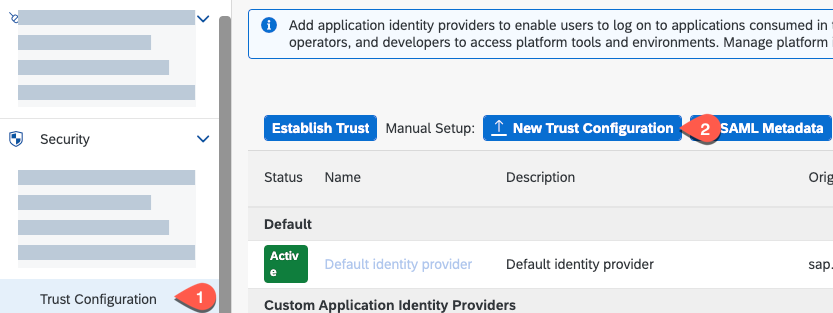 Add application identity providers to enable users to log on to applications consumed in
operators, and developers to access platform tools and environments. Manage platform
Establish Trust Manual Setup: New Trust Configuration 2 SAML Metadata
Security
Status Name Description
Default
Activ
e
Default identity provider Default identity provider sap.
Trust Configuration 1
Custom Application Identity Providers